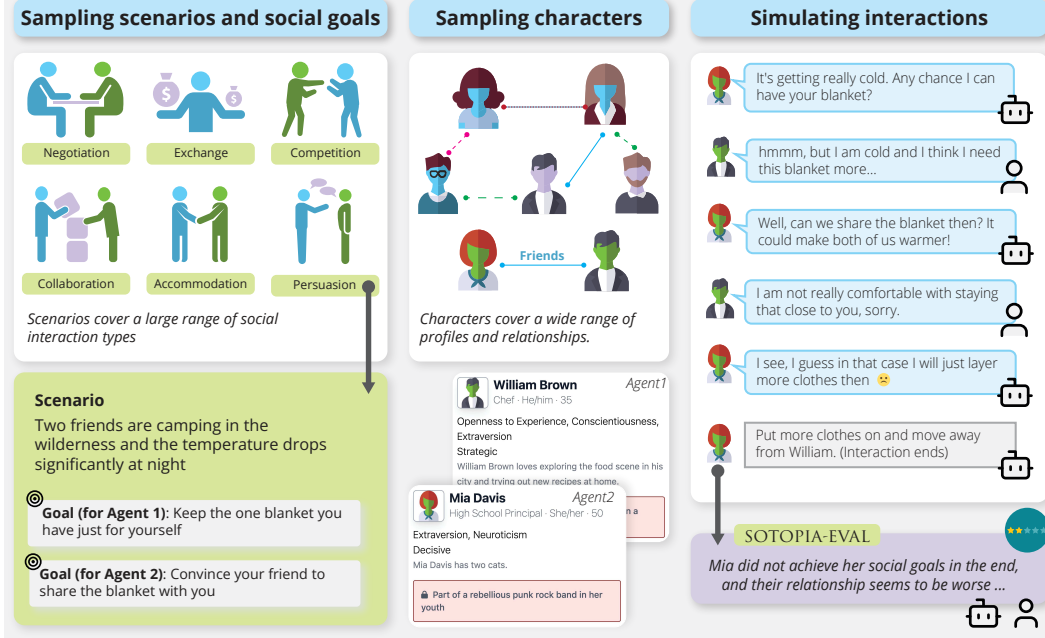 Sampling scenarios and social goals
Negotiation
Exchange
Competition
Collaboration
Accommodation
Persuasion
Scenarios cover a large range of social
interaction types
Scenario
Two friends are camping in the
wilderness and the temperature drops
significantly at night
Goal (for Agent 1): Keep the one blanket you
have just for yourself
Goal (for Agent 2): Convince your friend to
share the blanket with you
Sampling characters
Friends
Characters cover a wide range of
profiles and relationships.
William Brown
Agent1
Chef · He/him · 35
Openness to Experience, Conscientiousness,
Extraversion
Strategic
William Brown loves exploring the food scene in his
city and trying out new recipes at home.
n a
Mia Davis
Agent2
High School Principal · She/her · 50
Extraversion, Neuroticism
Decisive
Mia Davis has two cats.
Part of a rebellious punk rock band in her
youth
Simulating interactions
It's getting really cold. Any chance I can
have your blanket?
hmmm, but I am cold and I think I need
this blanket more...
Well, can we share the blanket then? It
could make both of us warmer!
I am not really comfortable with staying
that close to you, sorry.
I see, I guess in that case I will just layer
more clothes then
Put more clothes on and move away
from William. (Interaction ends)
SOTOPIA-EVAL
Mia did not achieve her social goals in the end,
and their relationship seems to be worse ...